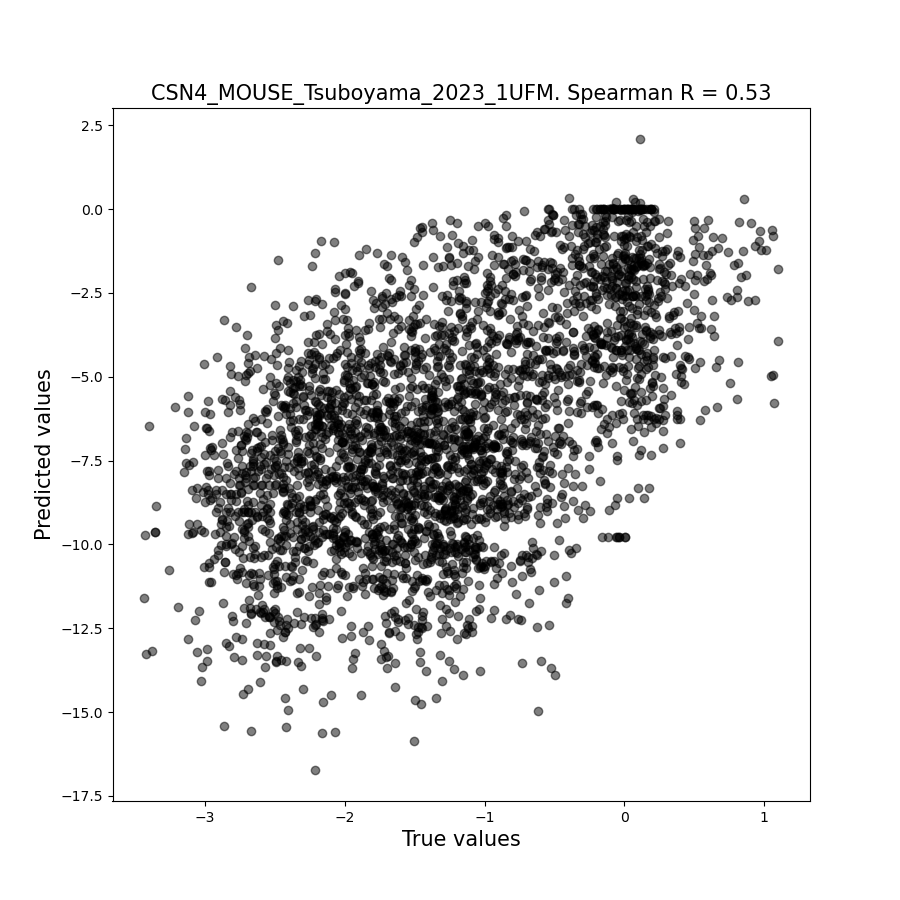 CSN4_MOUSE_Tsuboyama_2023_1UFM. Spearman R = 0.53
2.5
0.0
−2.5
−5.0
−7.5
−10.0
−12.5
−15.0
−17.5
Predicted values
−3 −2 −1 0 1
True values